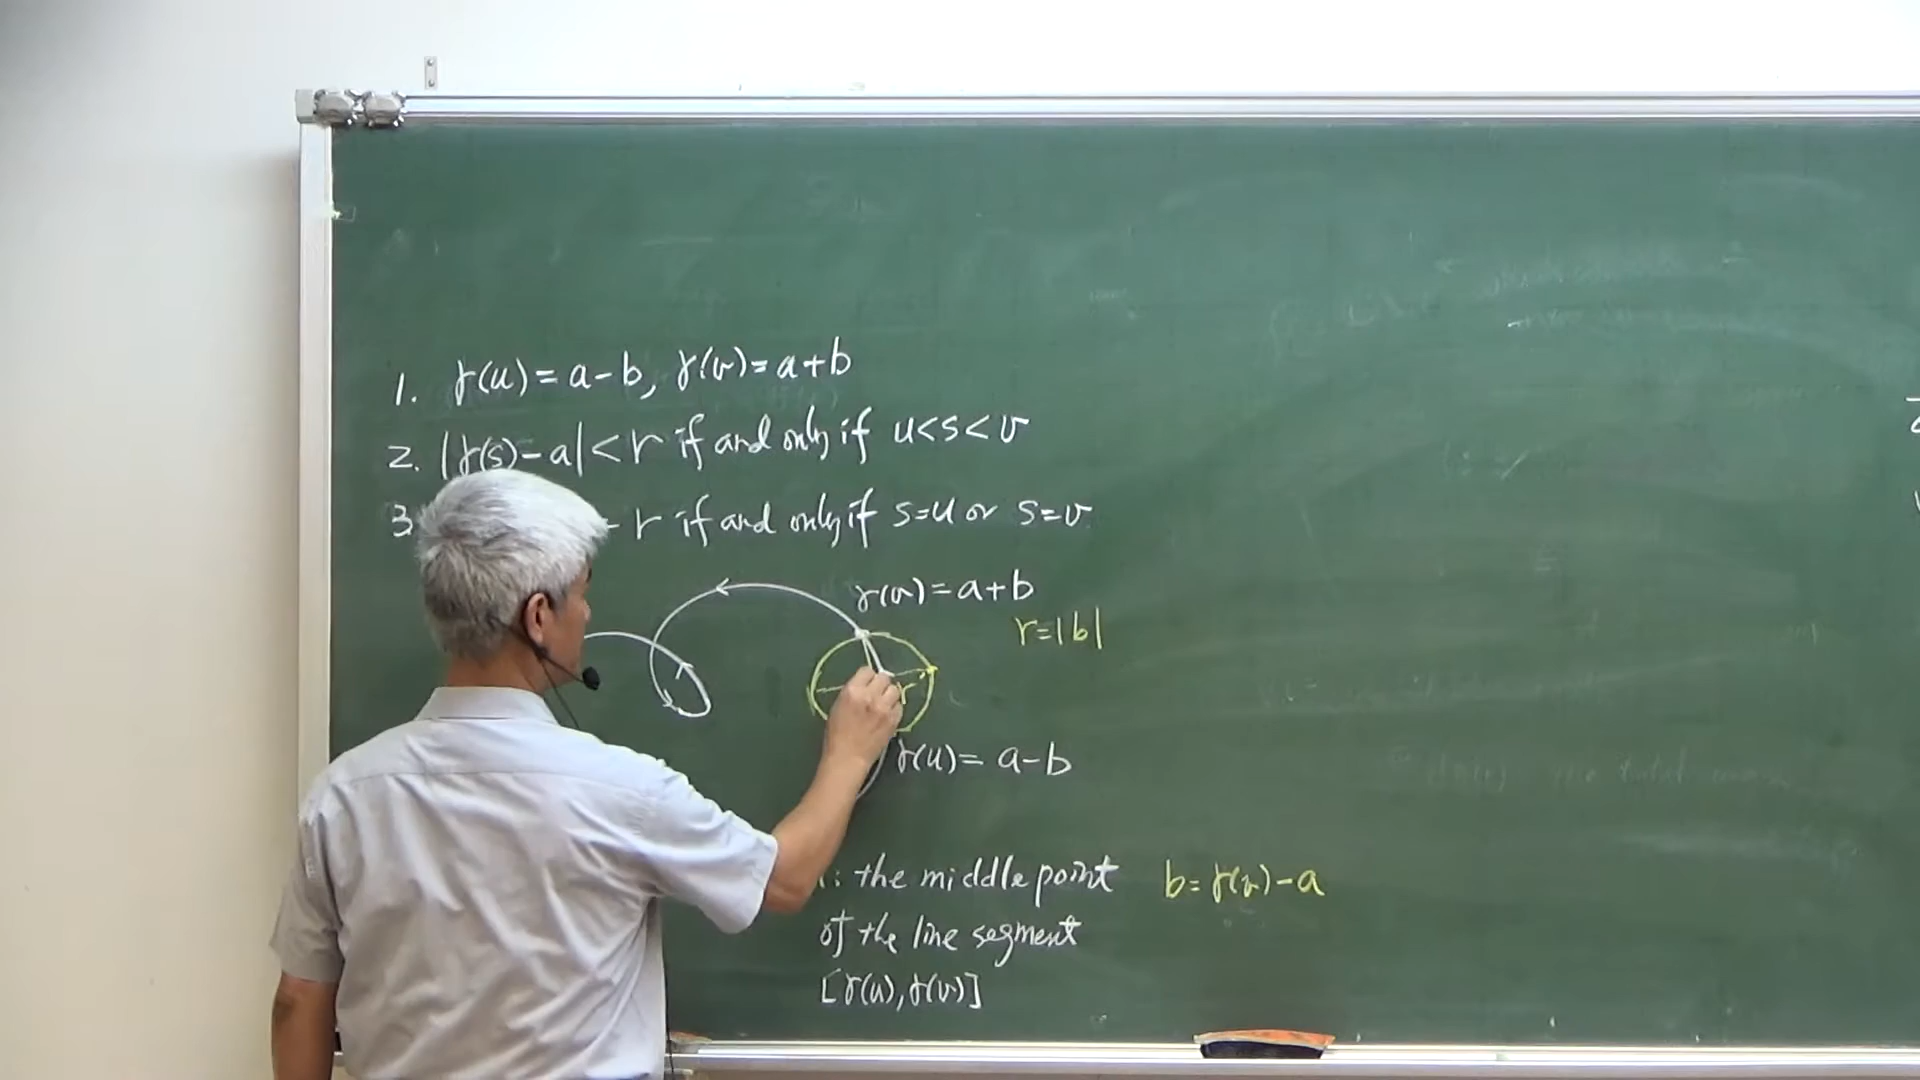 1. γ(u) = a - b, γ(v) = a + b
2. |γ(s) - a| < r if and only if u < s < v
3. r if and only if s = u or s = v
γ(v) = a + b
r = |b|
r
γ(u) = a - b
: the middle point b = γ(v) - a
of the line segment
[γ(u), γ(v)]